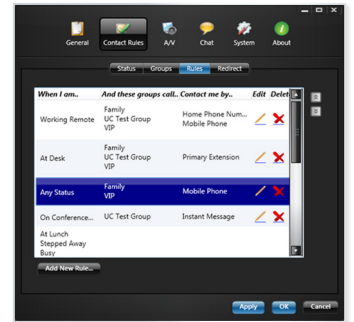 General Contact Rules A/V Chat System About
Status Groups Rules Redirect
When I am.. And these groups call.. Contact me by.. Edit Delet
Working Remote Family UC Test Group VIP Home Phone Num... Mobile Phone
At Desk Family UC Test Group VIP Primary Extension
Any Status Family VIP Mobile Phone
On Conference... UC Test Group Instant Message
At Lunch
Stepped Away
Busy
Add New Rule...
Apply OK Cancel